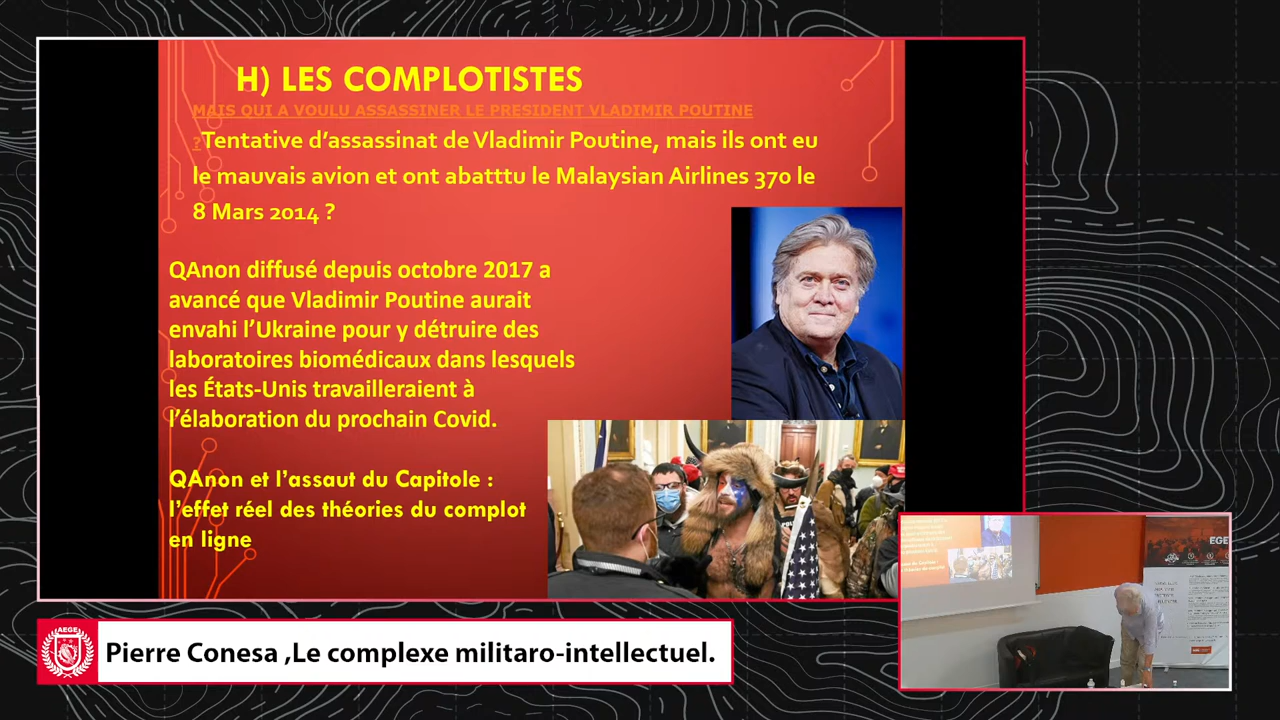 H) LES COMPLOTISTES
MAIS QUI A VOULU ASSASSINER LE PRESIDENT VLADIMIR POUTINE
?Tentative d’assassinat de Vladimir Poutine, mais ils ont eu
le mauvais avion et ont abatttu le Malaysian Airlines 370 le
8 Mars 2014 ?
QAnon diffusé depuis octobre 2017 a
avancé que Vladimir Poutine aurait
envahi l’Ukraine pour y détruire des
laboratoires biomédicaux dans lesquels
les États-Unis travailleraient à
l’élaboration du prochain Covid.
QAnon et l’assaut du Capitole :
l’effet réel des théories du complot
en ligne
EGE
AEGE
Pierre Conesa ,Le complexe militaro-intellectuel.